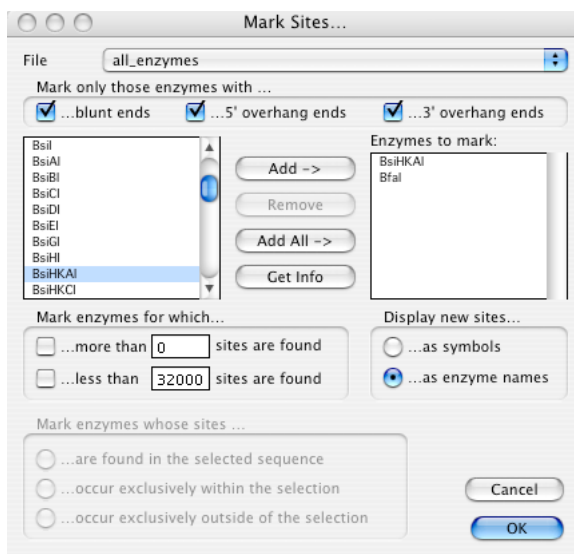 Mark Sites...
File all_enzymes
Mark only those enzymes with ...
...blunt ends ...5' overhang ends ...3' overhang ends
Enzymes to mark:
BsiI
BsiAI
BsiBI
BsiCI
BsiDI
BsiEI
BsiGI
BsiHI
BsiHKAI
BsiHKCI
Add ->
Remove
Add All ->
Get Info
BsiHKAI
BfaI
Mark enzymes for which...
...more than 0 sites are found
...less than 32000 sites are found
Display new sites...
...as symbols
...as enzyme names
Mark enzymes whose sites ...
...are found in the selected sequence
...occur exclusively within the selection
...occur exclusively outside of the selection
Cancel
OK